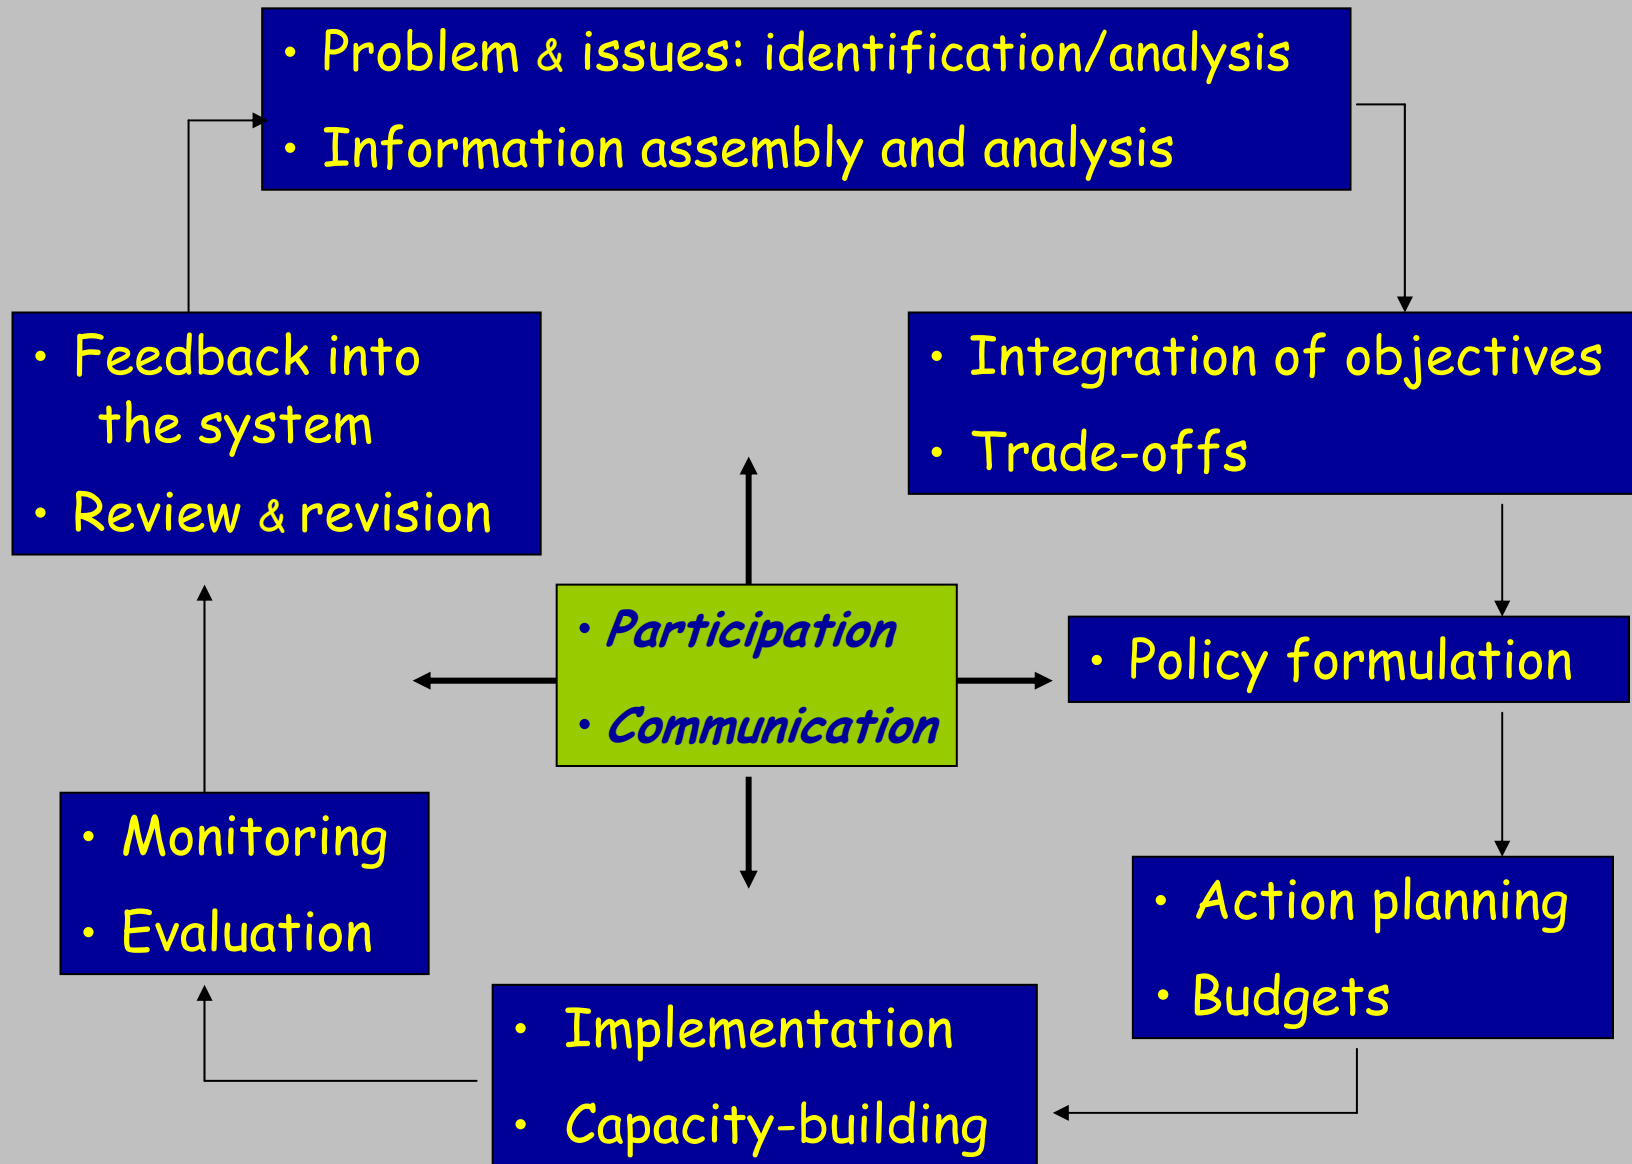 • Problem & issues: identification/analysis
• Information assembly and analysis
• Feedback into
the system
• Review & revision
• Integration of objectives
• Trade-offs
• Participation
• Communication
• Policy formulation
• Monitoring
• Evaluation
• Action planning
• Budgets
• Implementation
• Capacity-building